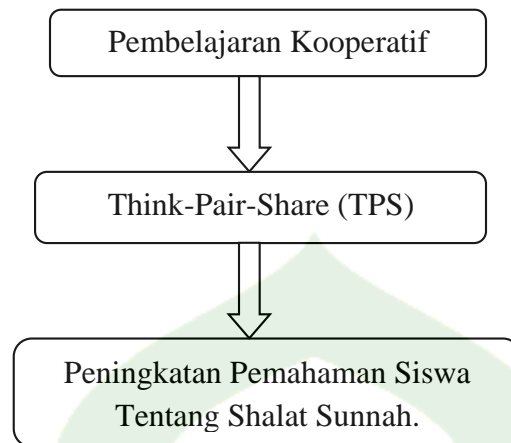 Pembelajaran Kooperatif
Think-Pair-Share (TPS)
Peningkatan Pemahaman Siswa
Tentang Shalat Sunnah.